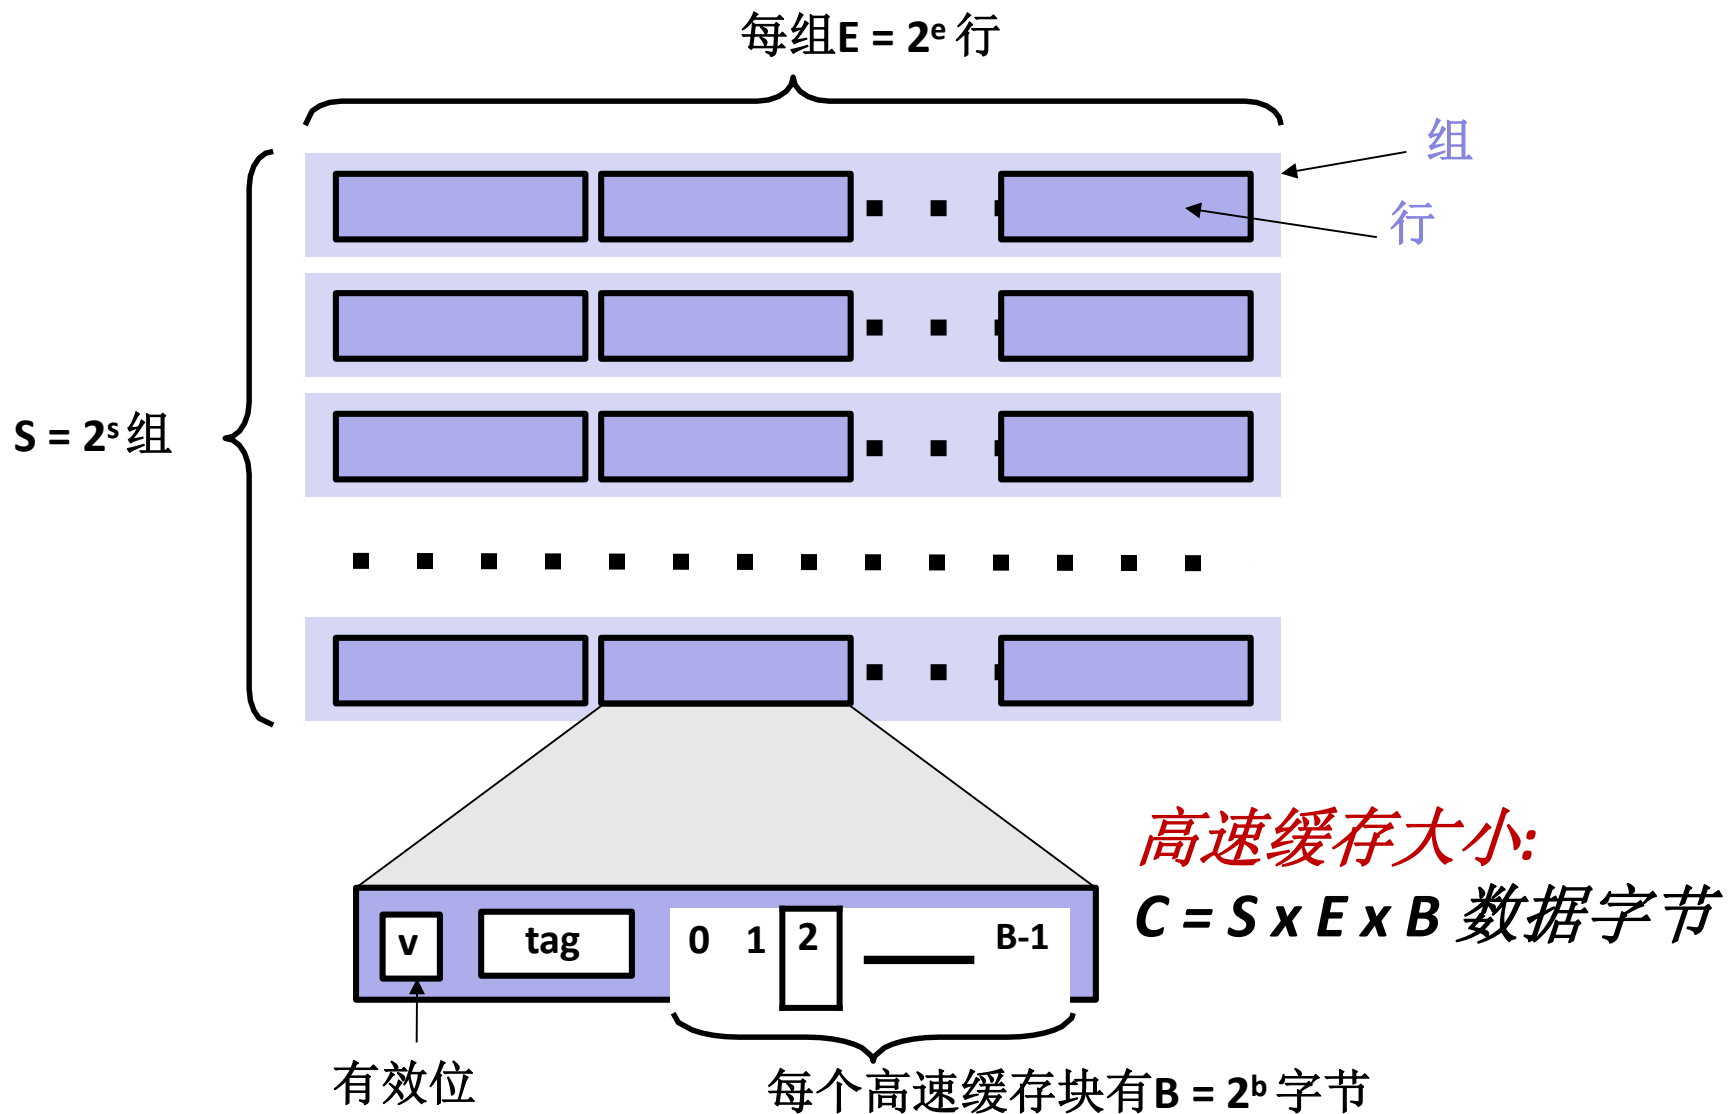 每组E = 2ᵉ 行
组
行
S = 2ˢ 组
高速缓存大小:
C = S x E x B 数据字节
v
tag
0 1 2 B-1
有效位
每个高速缓存块有B = 2ᵇ 字节